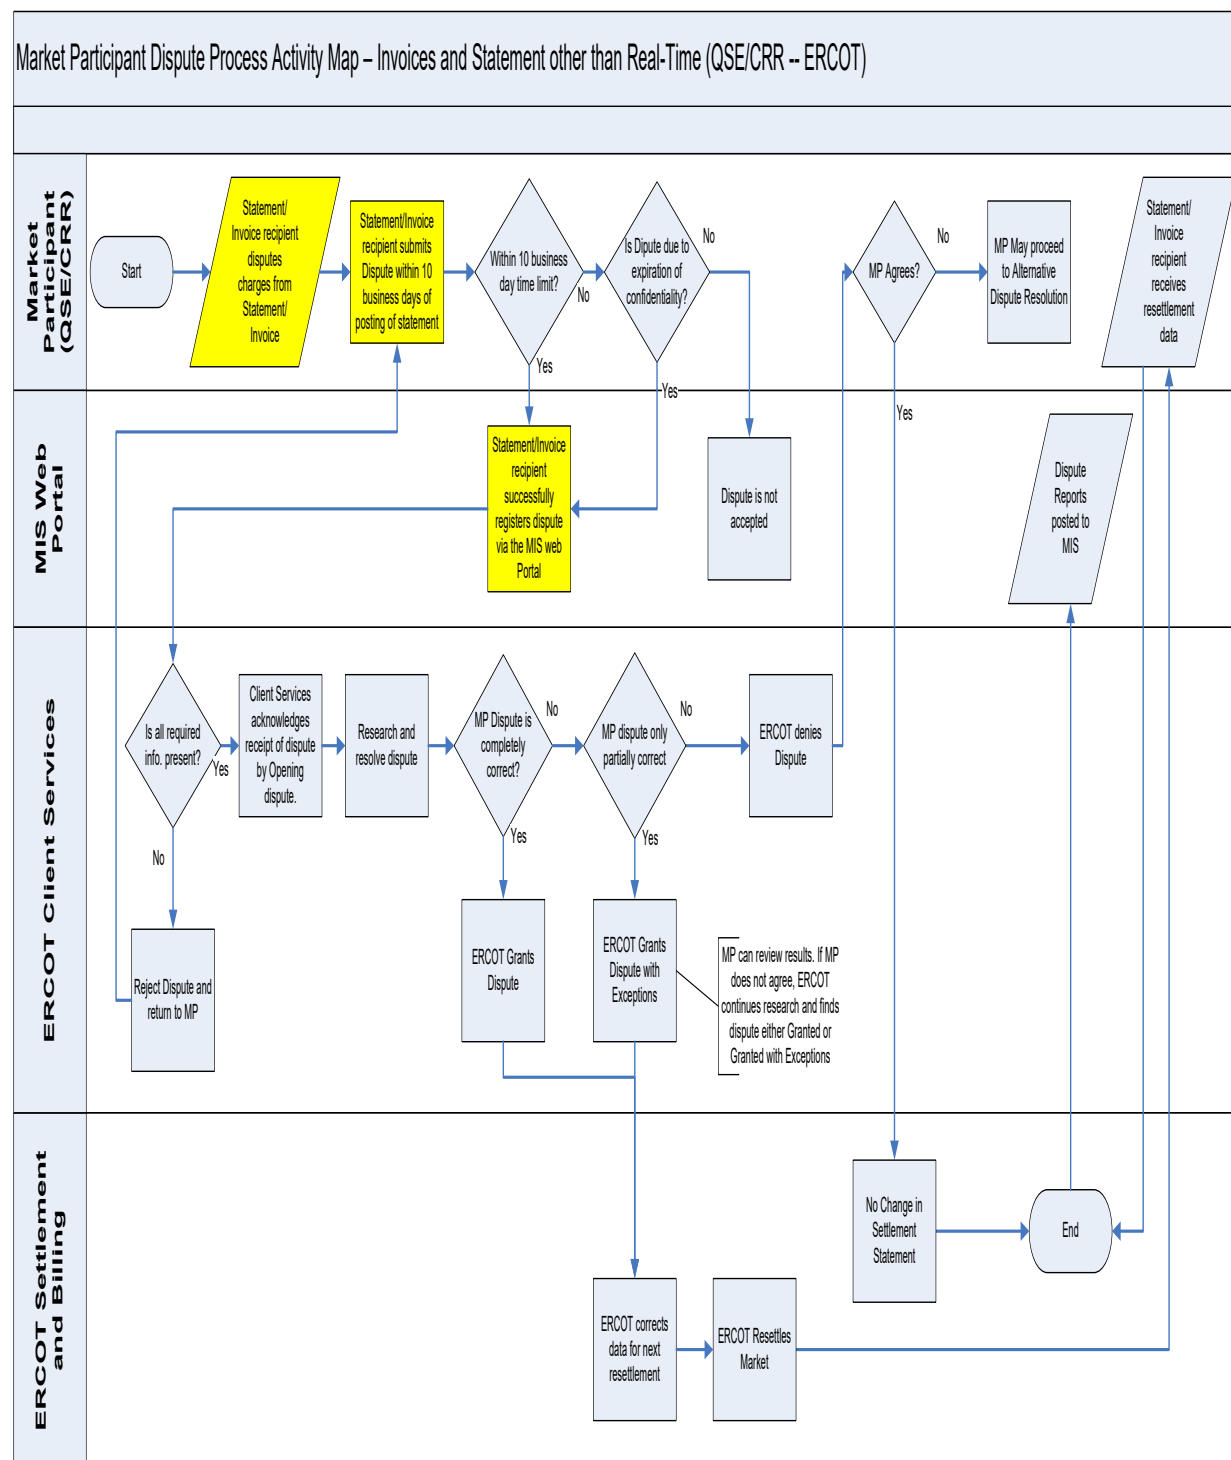 Market Participant Dispute Process Activity Map – Invoices and Statement other than Real-Time (QSE/CRR -- ERCOT)
Market
Participant
(QSE/CRR)
Start
Statement/
Invoice recipient
disputes
charges from
Statement/
Invoice
Statement/Invoice
recipient submits
Dispute within 10
business days of
posting of statement
Within 10 business
day time limit?
No
Yes
Is Dipute due to
expiration of
confidentiality?
No
Yes
MP Agrees?
No
Yes
MP May proceed
to Alternative
Dispute Resolution
Statement/
Invoice
recipient
receives
resettlement
data
MIS Web
Portal
Statement/Invoice
recipient
successfully
registers dispute
via the MIS web
Portal
Dispute is not
accepted
Dispute
Reports
posted to
MIS
ERCOT Client Services
Is all required
info. present?
Yes
No
Client Services
acknowledges
receipt of dispute
by Opening
dispute.
Research and
resolve dispute
MP Dispute is
completely
correct?
No
Yes
MP dispute only
partially correct
No
Yes
ERCOT denies
Dispute
Reject Dispute and
return to MP
ERCOT Grants
Dispute
ERCOT Grants
Dispute with
Exceptions
MP can review results. If MP
does not agree, ERCOT
continues research and finds
dispute either Granted or
Granted with Exceptions
ERCOT Settlement
and Billing
No Change in
Settlement
Statement
End
ERCOT corrects
data for next
resettlement
ERCOT Resettles
Market